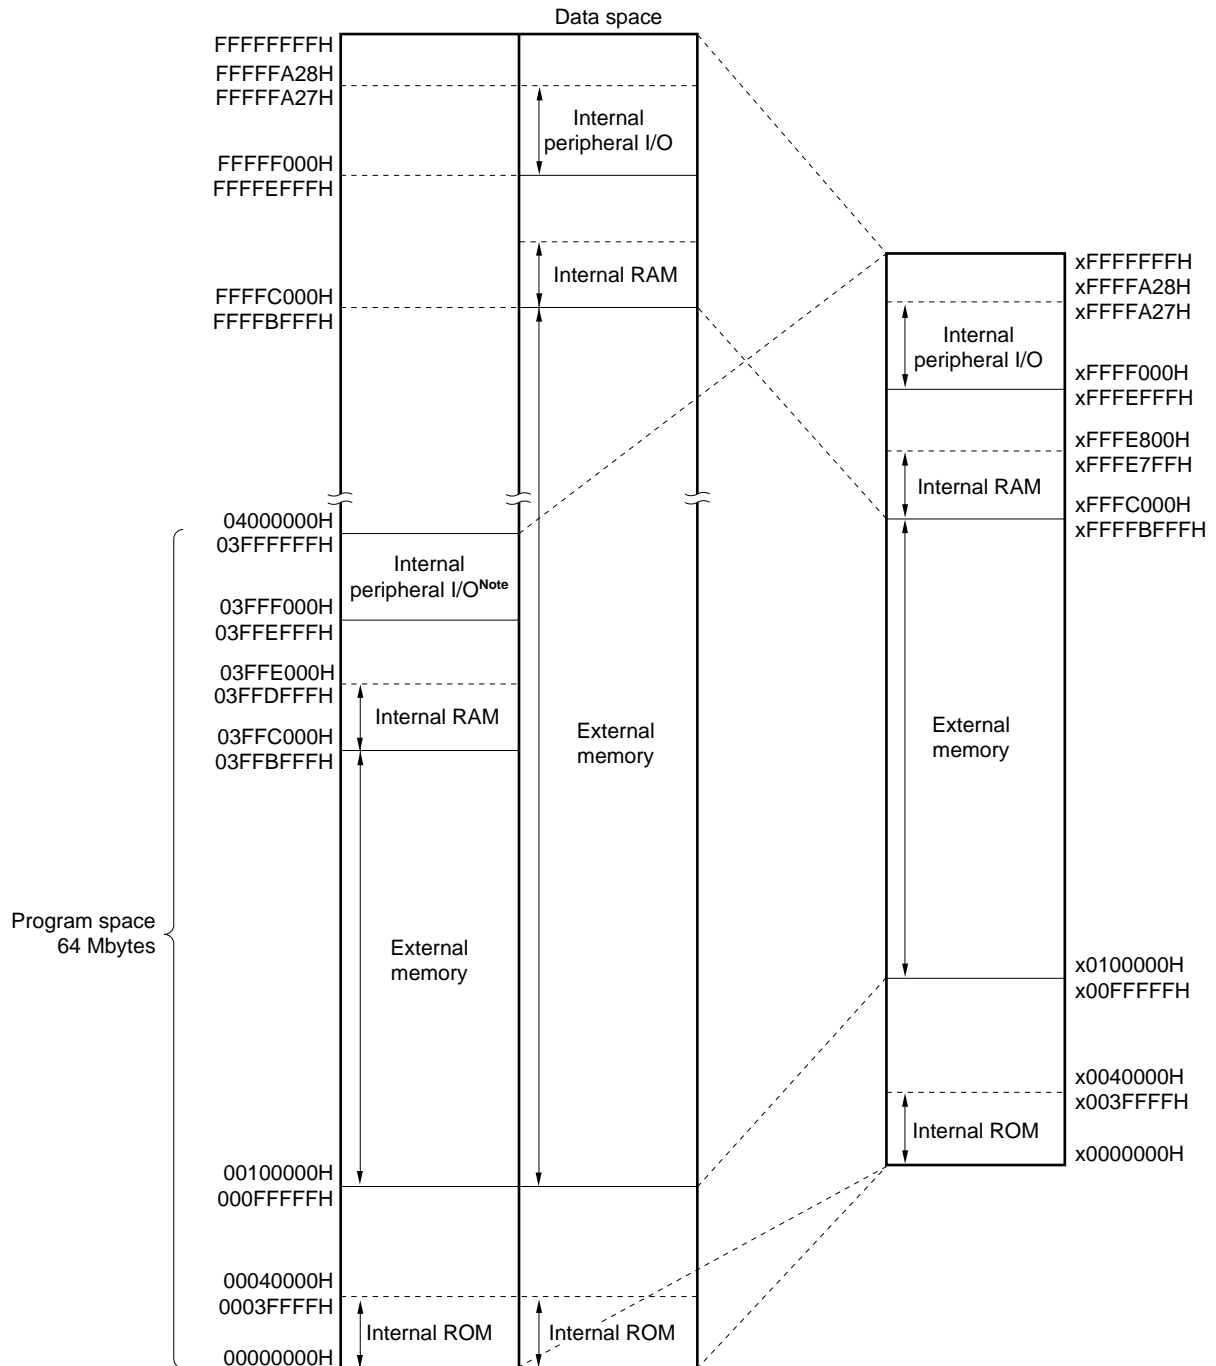 Data space
FFFFFFFFH
FFFFFA28H
FFFFFA27H
Internal
peripheral I/O
FFFFF000H
FFFFEFFFH
Internal RAM
FFFFC000H
FFFFBFFFH
04000000H
03FFFFFFH
Internal
peripheral I/ONote
03FFF000H
03FFEFFFH
03FFE000H
03FFDFFFH
Internal RAM
03FFC000H
03FFBFFFH
External
memory
Program space
64 Mbytes
External
memory
00100000H
000FFFFFH
00040000H
0003FFFFH
Internal ROM
Internal ROM
00000000H
xFFFFFFFH
xFFFFA28H
xFFFFA27H
Internal
peripheral I/O
xFFFF000H
xFFFEFFFH
xFFFE800H
xFFFE7FFH
Internal RAM
xFFFC000H
xFFFFBFFFH
External
memory
x0100000H
x00FFFFFH
x0040000H
x003FFFFH
Internal ROM
x0000000H